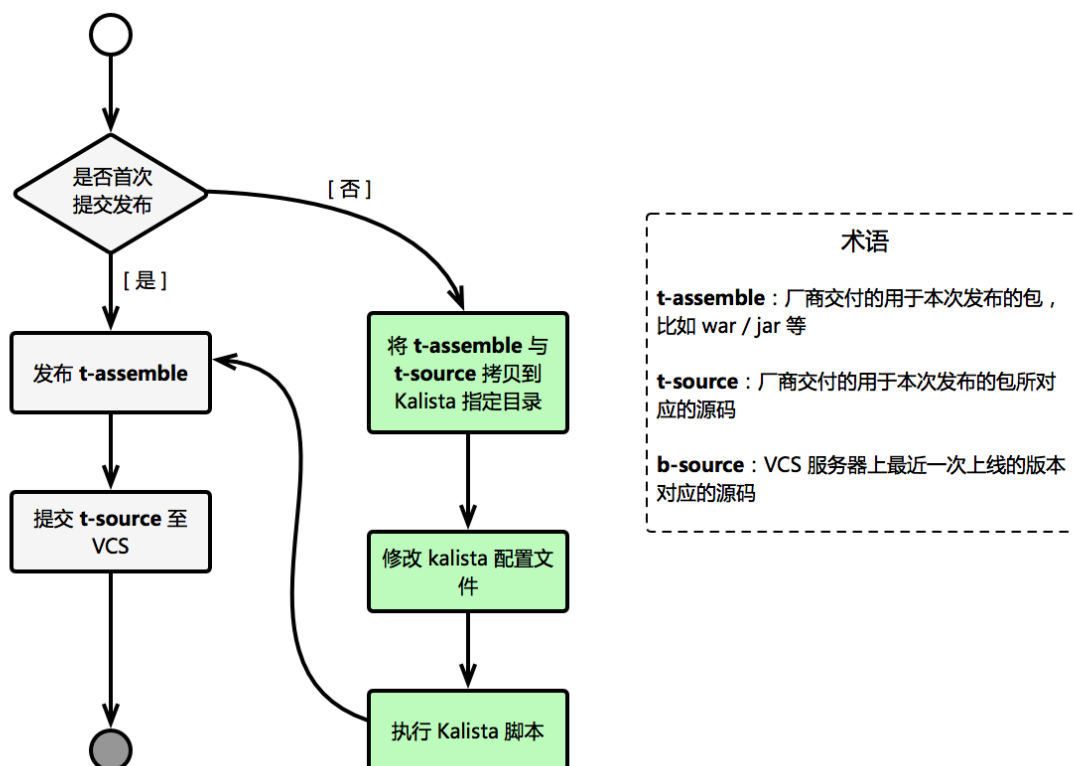 是否首次
提交发布
[ 否 ]
[ 是 ]
发布 t-assemble
提交 t-source 至
VCS
将 t-assemble 与
t-source 拷贝到
Kalista 指定目录
修改 kalista 配置文
件
执行 Kalista 脚本
术语
t-assemble：厂商交付的用于本次发布的包，
比如 war / jar 等
t-source：厂商交付的用于本次发布的包所对
应的源码
b-source：VCS 服务器上最近一次上线的版本
对应的源码